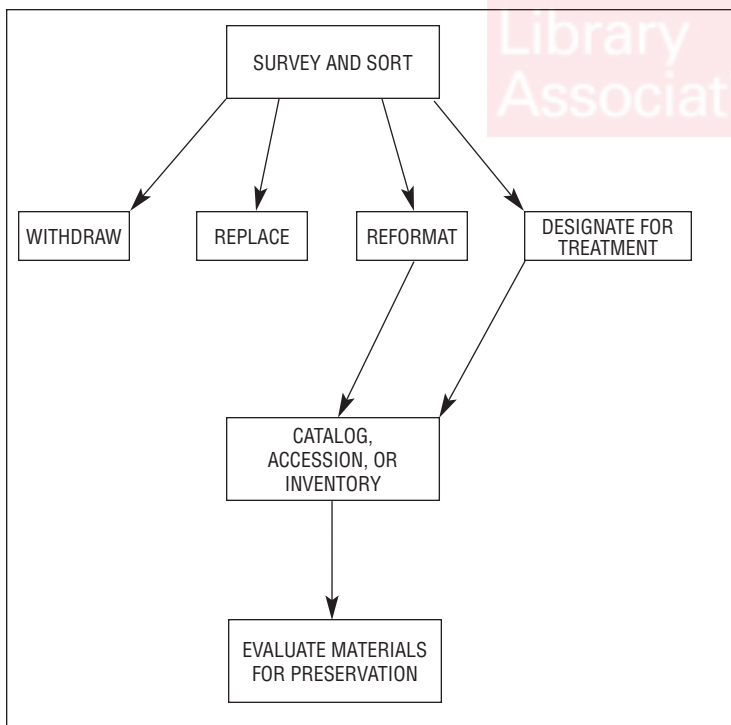 Library
Associat
SURVEY AND SORT
WITHDRAW
REPLACE
REFORMAT
DESIGNATE FOR
TREATMENT
CATALOG,
ACCESSION, OR
INVENTORY
EVALUATE MATERIALS
FOR PRESERVATION